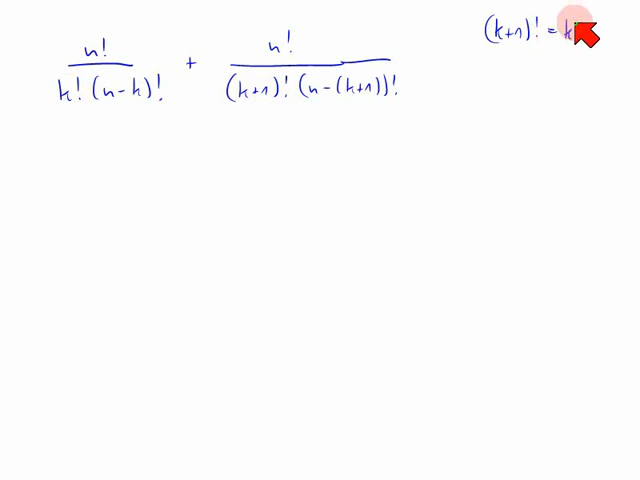 n! / k! (n-k)! + n! / (k+1)! (n-(k+1))!
(k+1)! = k